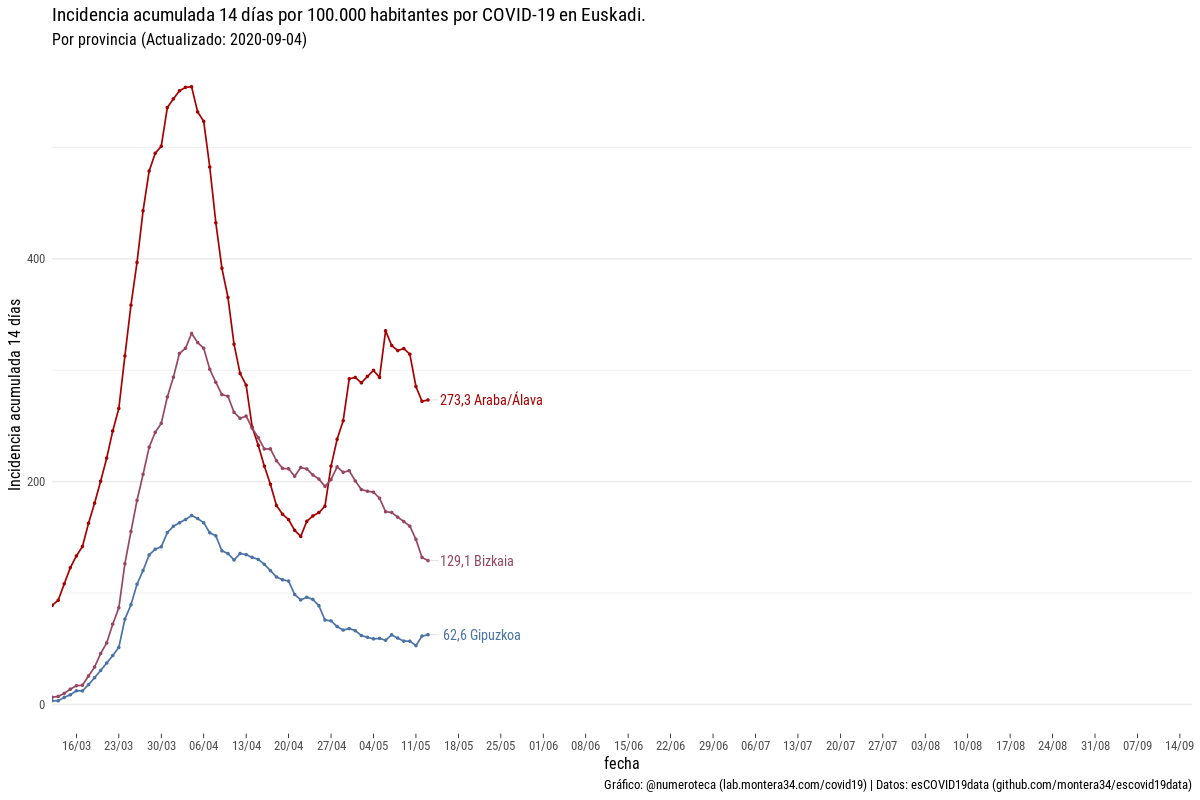 Incidencia acumulada 14 días por 100.000 habitantes por COVID-19 en Euskadi.
Por provincia (Actualizado: 2020-09-04)
Incidencia acumulada 14 días
400
200
0
273,3 Araba/Álava
129,1 Bizkaia
62,6 Gipuzkoa
16/03 23/03 30/03 06/04 13/04 20/04 27/04 04/05 11/05 18/05 25/05 01/06 08/06 15/06 22/06 29/06 06/07 13/07 20/07 27/07 03/08 10/08 17/08 24/08 31/08 07/09 14/09
fecha
Gráfico: @numeroteca (lab.montera34.com/covid19) | Datos: esCOVID19data (github.com/montera34/escovid19data)